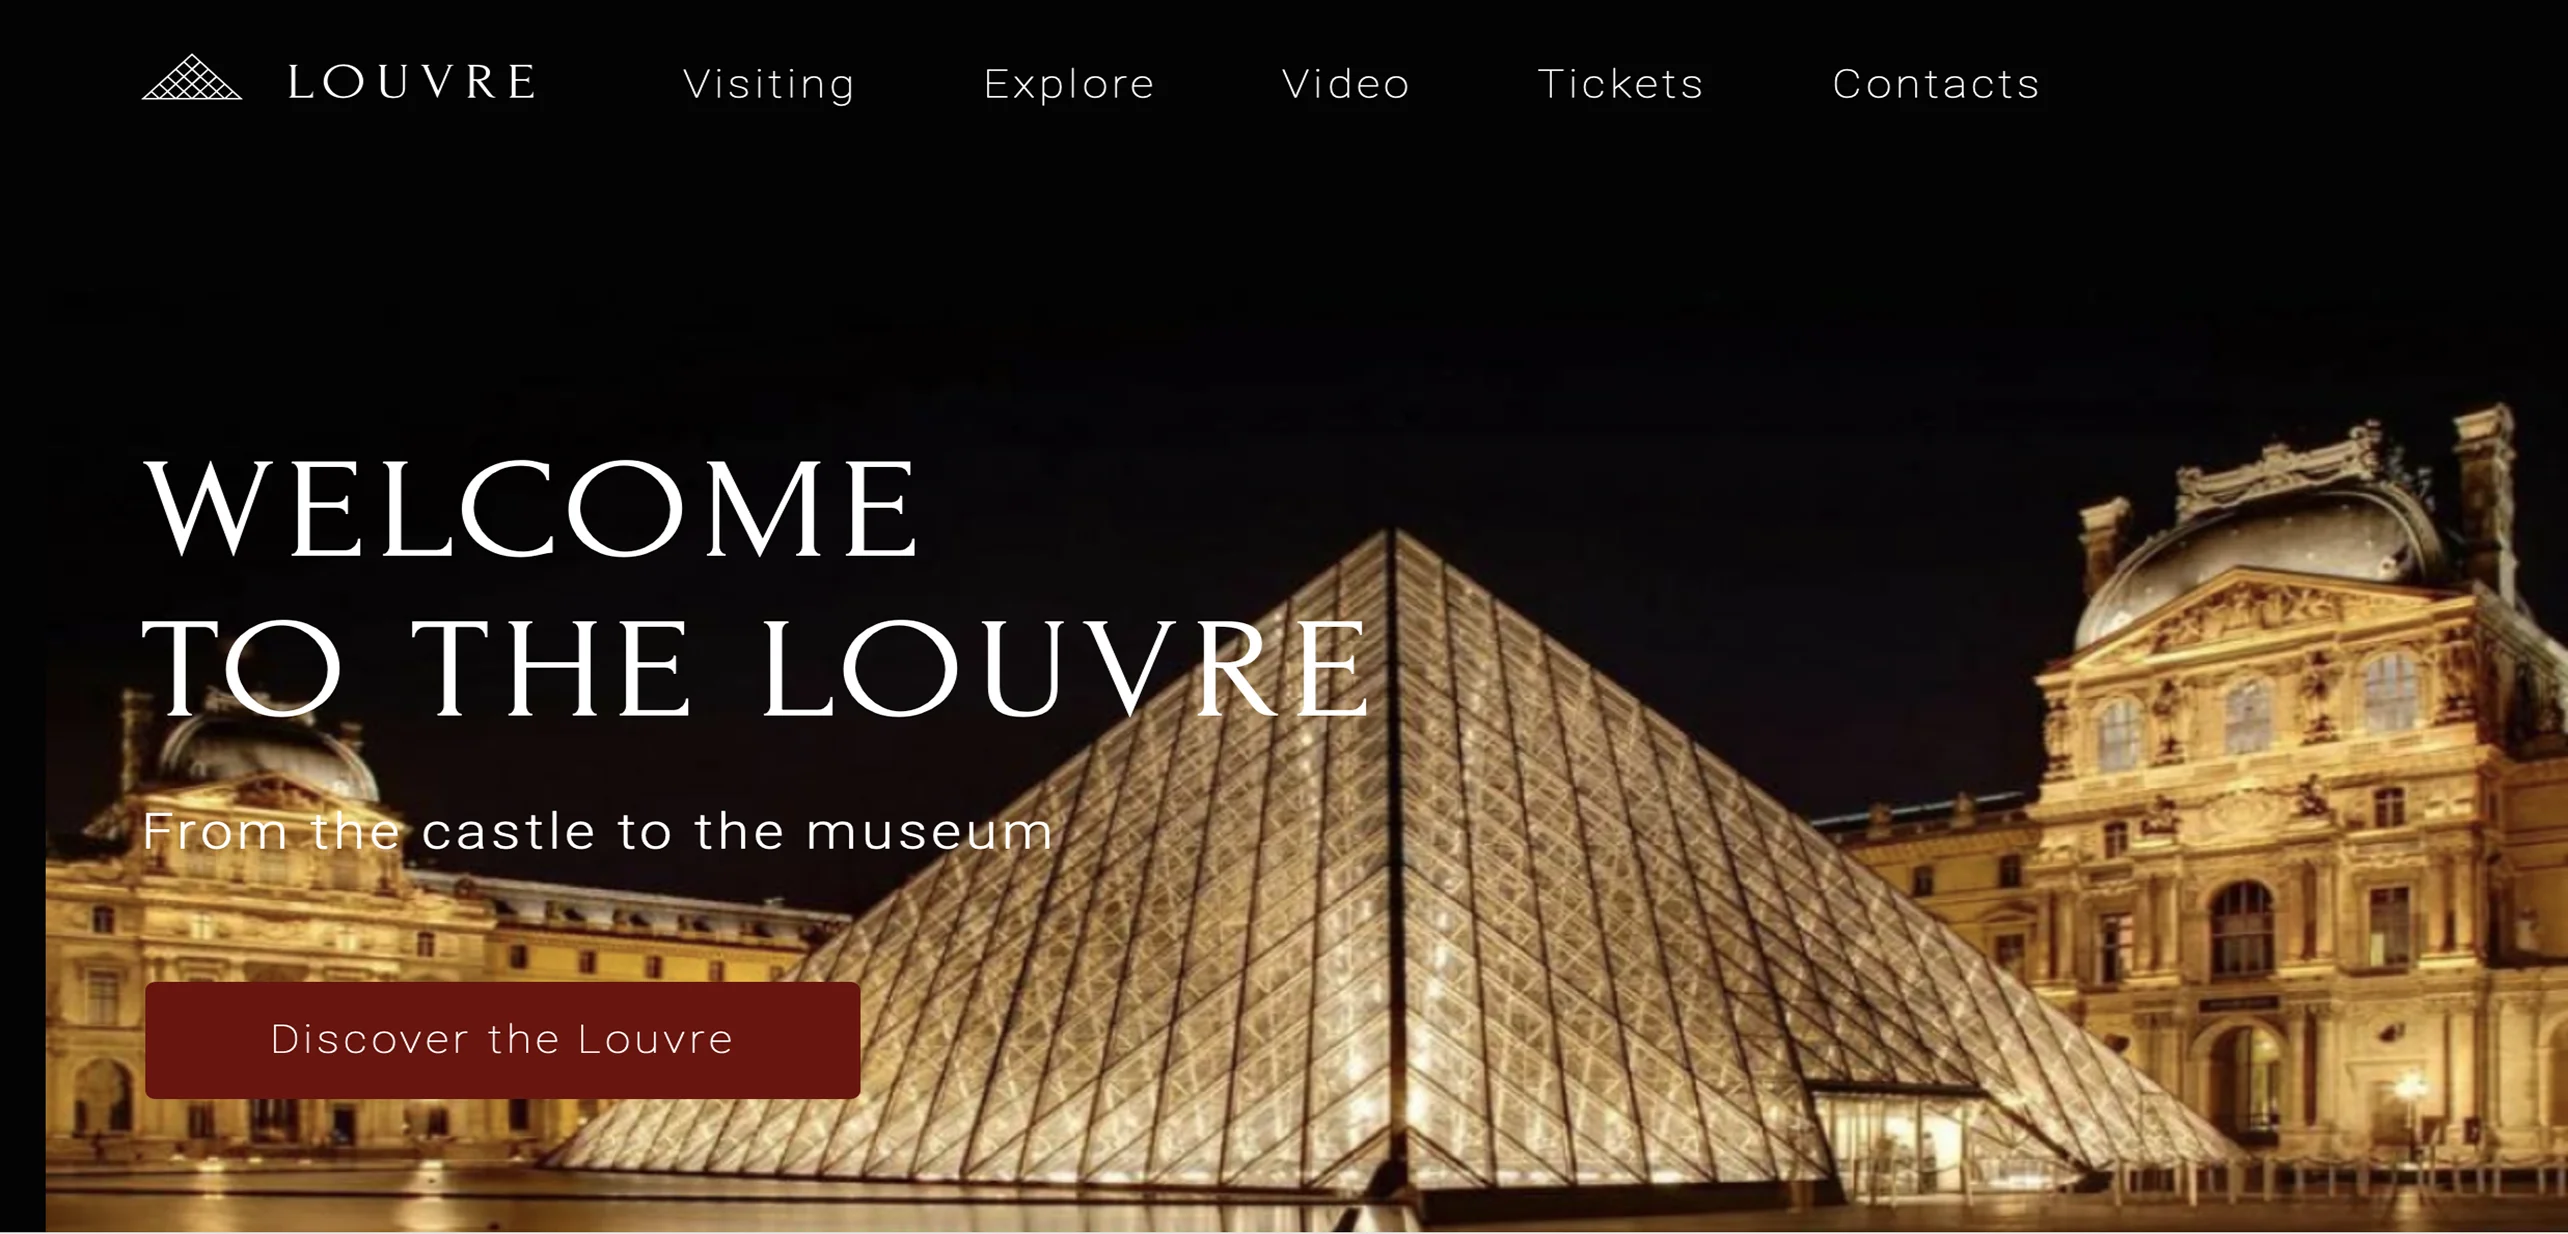 LOUVRE
Visiting
Explore
Video
Tickets
Contacts
WELCOME
TO THE LOUVRE
From the castle to the museum
Discover the Louvre